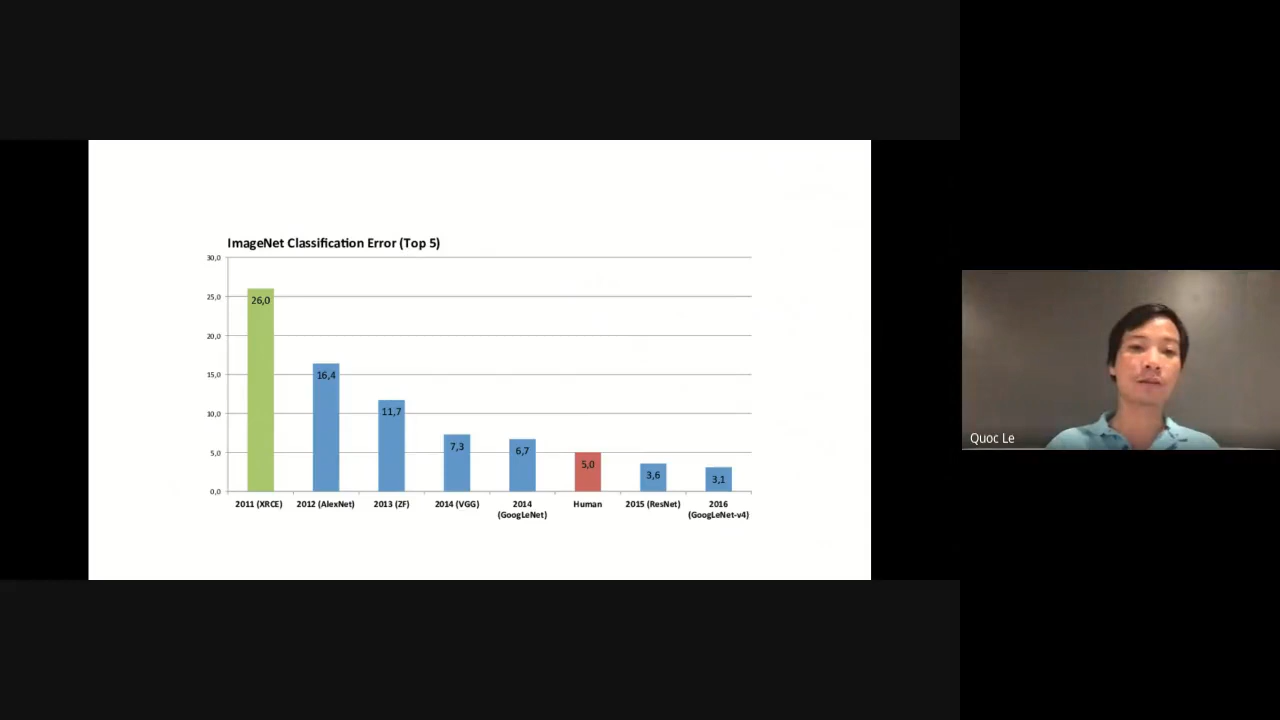 ImageNet Classification Error (Top 5)
30,0
25,0
20,0
15,0
10,0
5,0
0,0
26,0
16,4
11,7
7,3
6,7
5,0
3,6
3,1
2011 (XRCE)
2012 (AlexNet)
2013 (ZF)
2014 (VGG)
2014
(GoogLeNet)
Human
2015 (ResNet)
2016
(GoogLeNet-v4)
Quoc Le